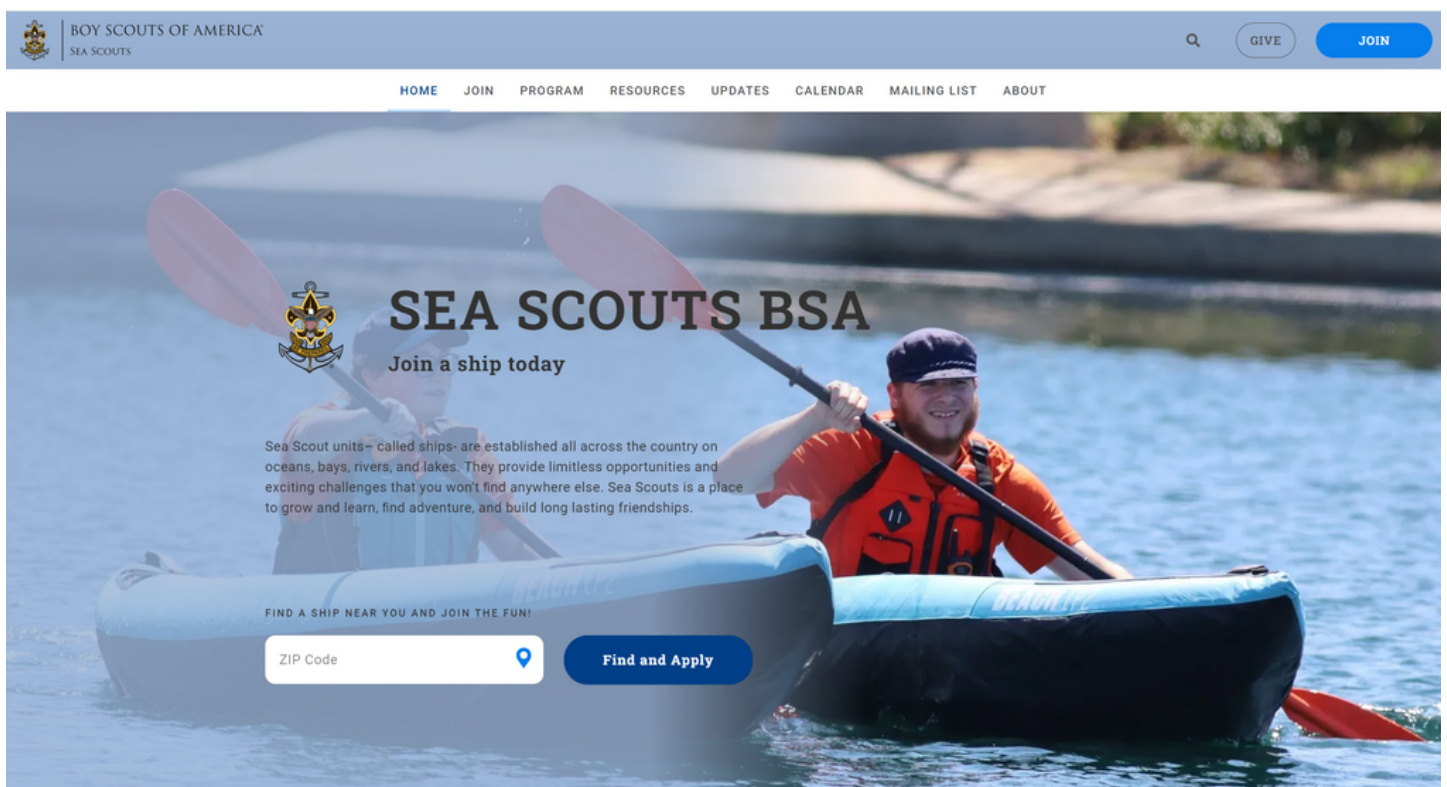 BOY SCOUTS OF AMERICA®
SEA SCOUTS
GIVE
JOIN
HOME JOIN PROGRAM RESOURCES UPDATES CALENDAR MAILING LIST ABOUT
SEA SCOUTS BSA
Join a ship today
Sea Scout units– called ships- are established all across the country on
oceans, bays, rivers, and lakes. They provide limitless opportunities and
exciting challenges that you won't find anywhere else. Sea Scouts is a place
to grow and learn, find adventure, and build long lasting friendships.
FIND A SHIP NEAR YOU AND JOIN THE FUN!
ZIP Code
Find and Apply